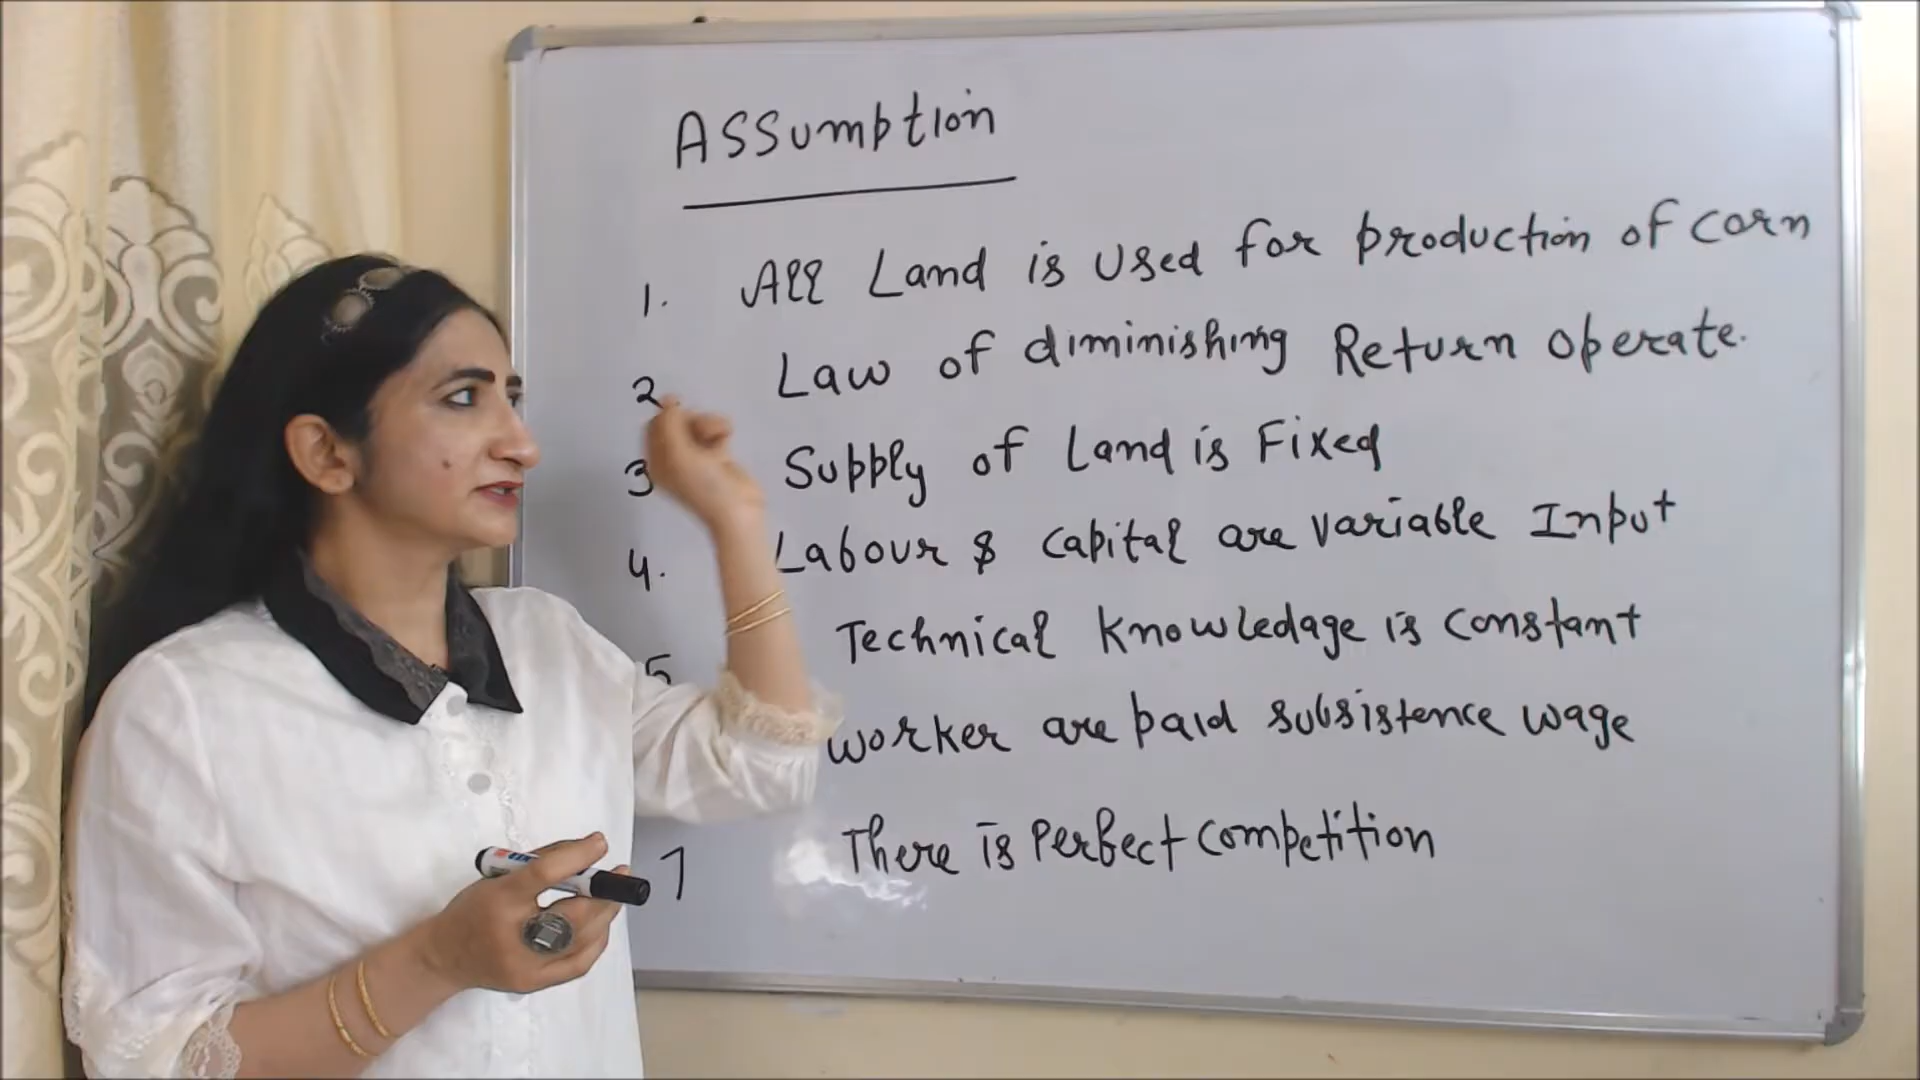 Assumption
1. All Land is used for production of corn
2. Law of diminishing Return operate.
3 Supply of Land is Fixed
4. Labour & Capital are variable Input
5 Technical Knowledage is constant
worker are paid subsistence wage
7 There is Perfect competition